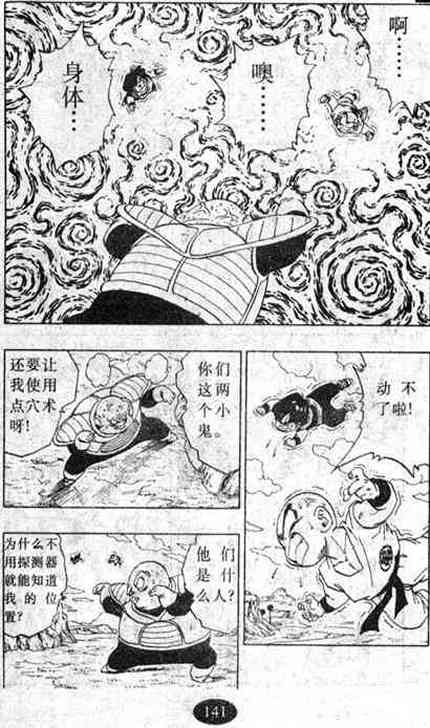 啊……
噢……
身体…
动不
了啦!
你们
这两
个小
鬼。
还要让
我使用
点穴术
呀!
他们
是什
么人?
为什么不
用探测器
就能知道
我的位
置?
141